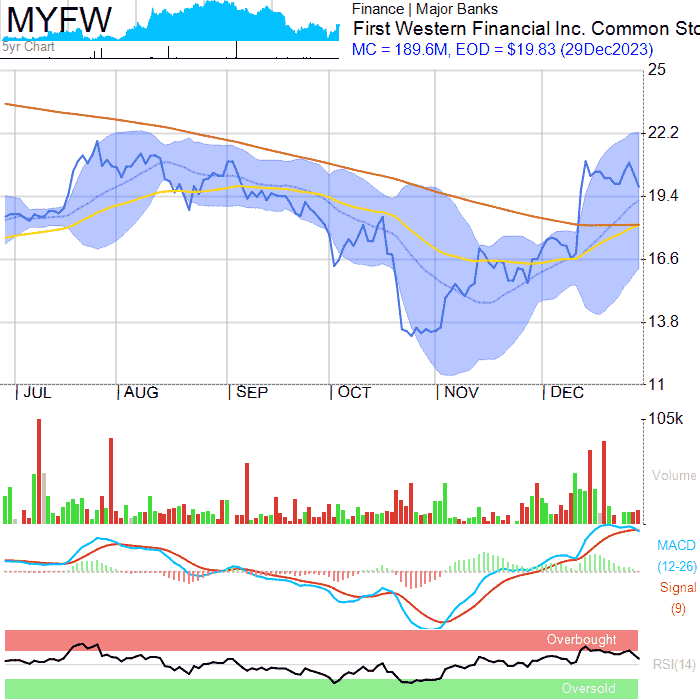 MYFW
5yr Chart
Finance | Major Banks
First Western Financial Inc. Common Sto
MC = 189.6M, EOD = $19.83 (29Dec2023)
25
22.2
19.4
16.6
13.8
11
JUL AUG SEP OCT NOV DEC
105k
Volume
MACD
(12-26)
Signal
(9)
Overbought
RSI(14)
Oversold